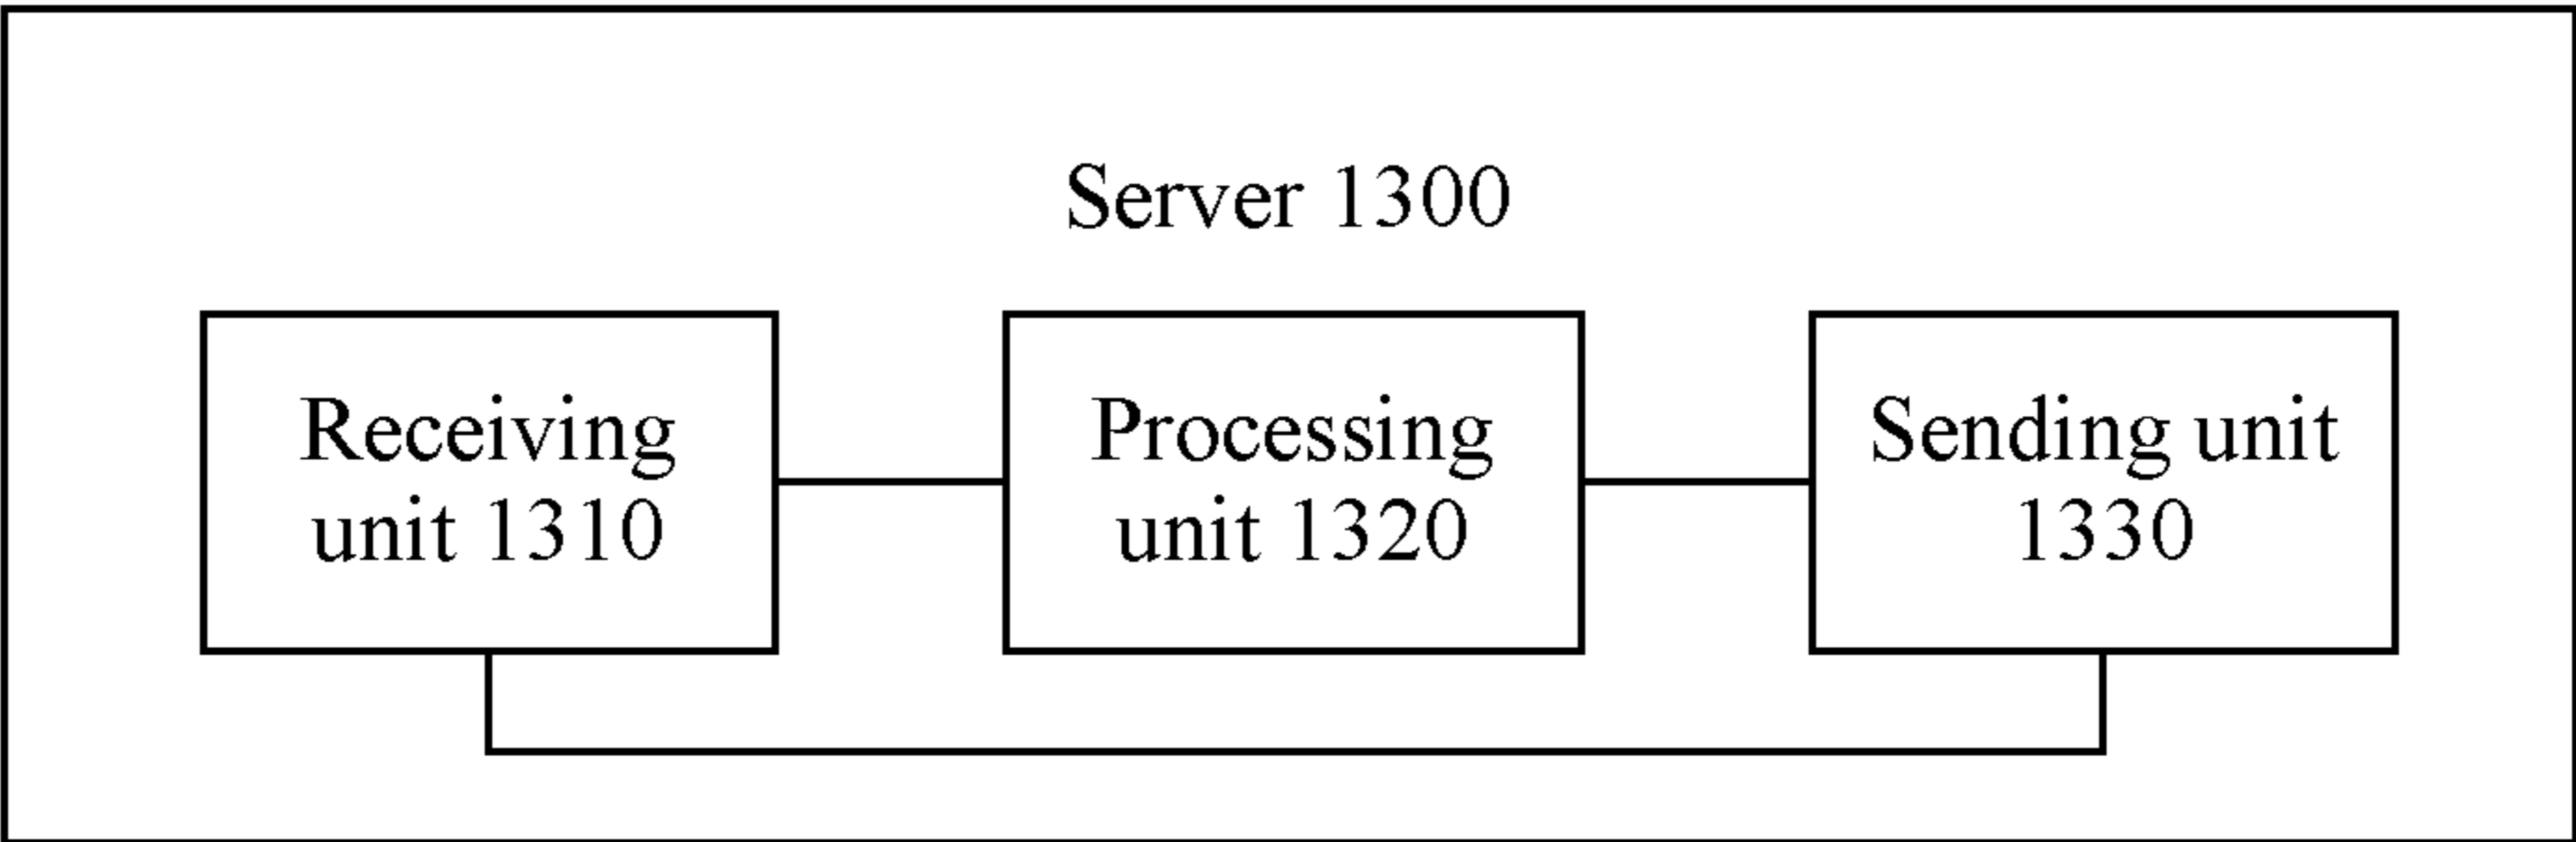 Server 1300
Receiving
unit 1310
Processing
unit 1320
Sending unit
1330